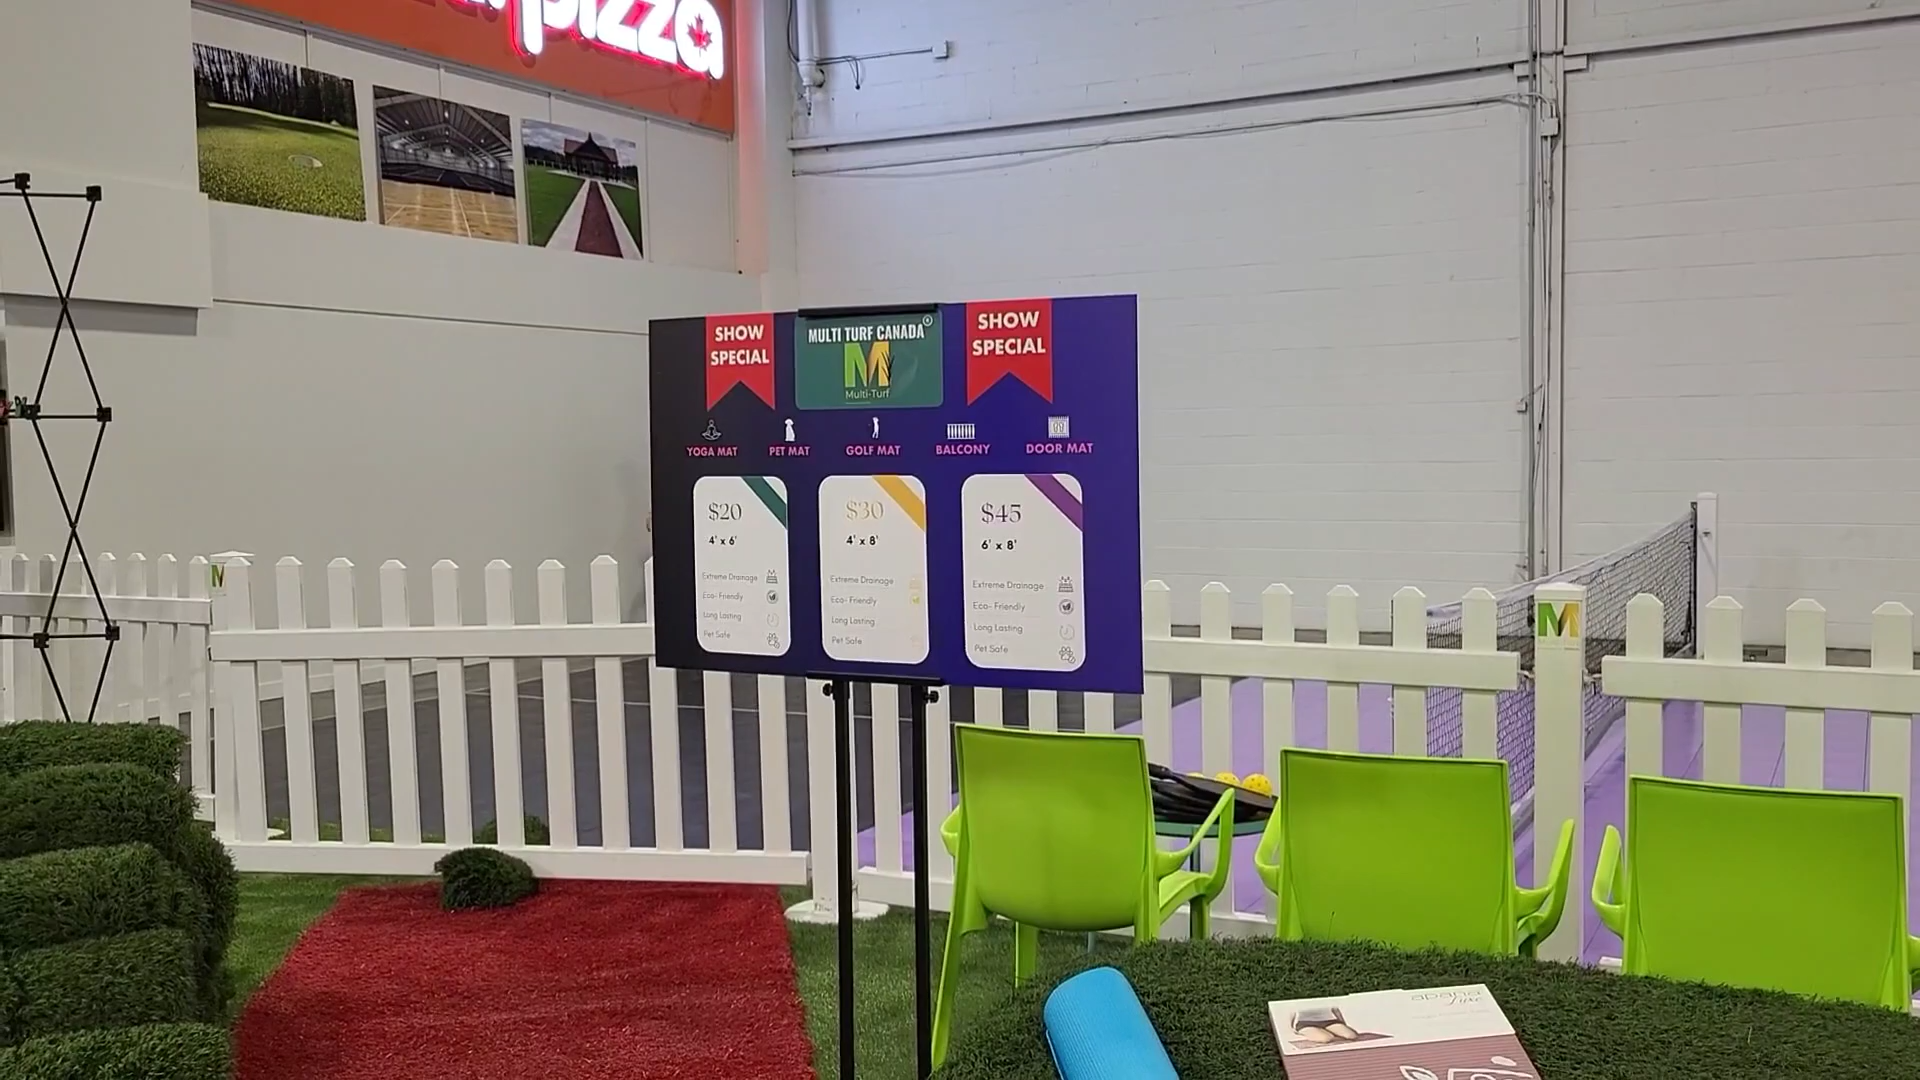 pizza
SHOW
SPECIAL
MULTI TURF CANADA
M
Multi-Turf
SHOW
SPECIAL
YOGA MAT
PET MAT
GOLF MAT
BALCONY
DOOR MAT
$20
4' x 6'
Extreme Drainage
Eco- Friendly
Long Lasting
Pet Safe
$30
4' x 8'
Extreme Drainage
Eco- Friendly
Long Lasting
Pet Safe
$45
6' x 8'
Extreme Drainage
Eco- Friendly
Long Lasting
Pet Safe
M
M
apana